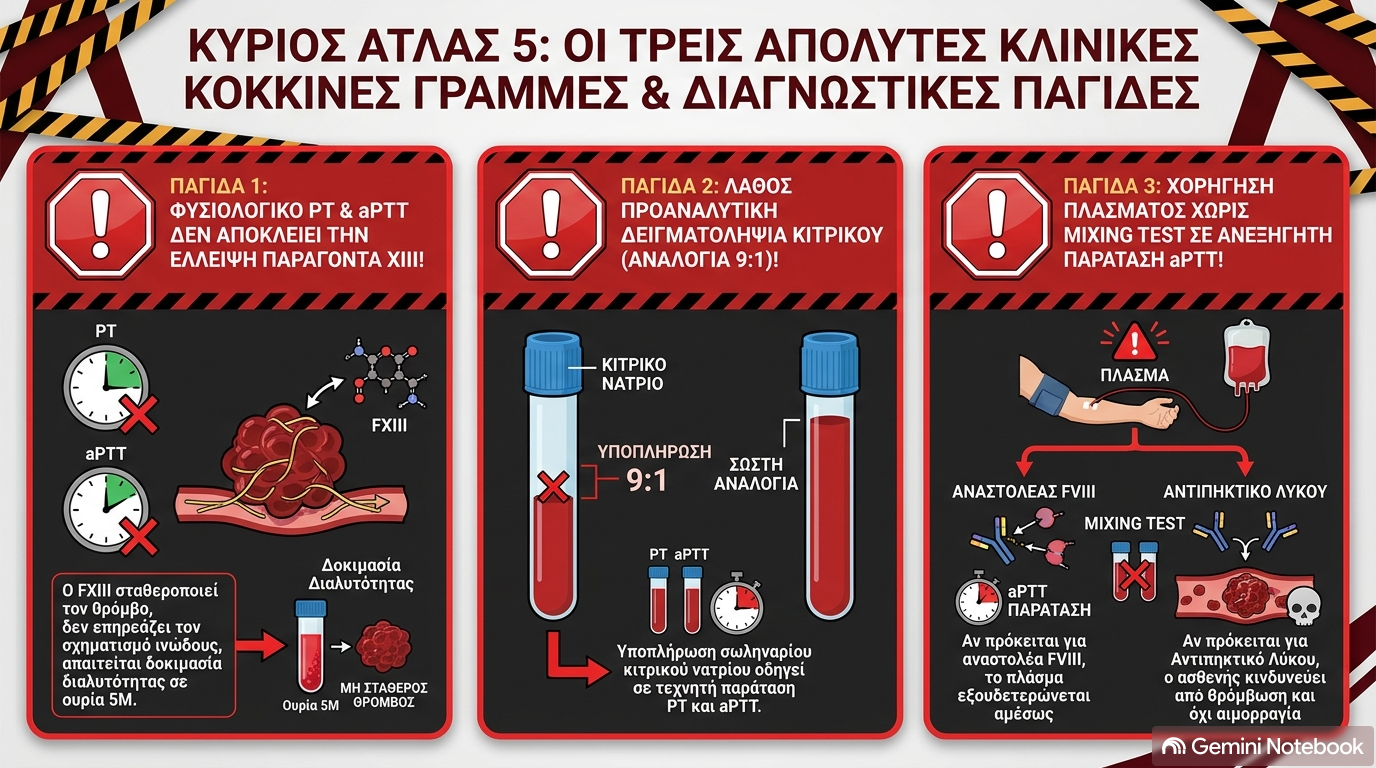 ΚΥΡΙΟΣ ΑΤΛΑΣ 5: ΟΙ ΤΡΕΙΣ ΑΠΟΛΥΤΕΣ ΚΛΙΝΙΚΕΣ
ΚΟΚΚΙΝΕΣ ΓΡΑΜΜΕΣ & ΔΙΑΓΝΩΣΤΙΚΕΣ ΠΑΓΙΔΕΣ
ΠΑΓΙΔΑ 1:
ΦΥΣΙΟΛΟΓΙΚΟ PT & aPTT
ΔΕΝ ΑΠΟΚΛΕΙΕΙ ΤΗΝ
ΕΛΛΕΙΨΗ ΠΑΡΑΓΟΝΤΑ XIII!
PT
FXIII
aPTT
Δοκιμασία
Διαλυτότητας
Ο FXIII σταθεροποιεί
τον θρόμβο,
δεν επηρεάζει τον
σχηματισμό ινώδους,
απαιτείται δοκιμασία
διαλυτότητας σε
ουρία 5M.
Ουρία 5M
ΜΗ ΣΤΑΘΕΡΟΣ
ΘΡΟΜΒΟΣ
ΠΑΓΙΔΑ 2: ΛΑΘΟΣ
ΠΡΟΑΝΑΛΥΤΙΚΗ
ΔΕΙΓΜΑΤΟΛΗΨΙΑ ΚΙΤΡΙΚΟΥ
(ΑΝΑΛΟΓΙΑ 9:1)!
ΚΙΤΡΙΚΟ
ΝΑΤΡΙΟ
ΥΠΟΠΛΗΡΩΣΗ
9:1
ΣΩΣΤΗ
ΑΝΑΛΟΓΙΑ
PT aPTT
Υποπλήρωση σωληναρίου
κιτρικού νατρίου οδηγεί
σε τεχνητή παράταση
PT και aPTT.
ΠΑΓΙΔΑ 3: ΧΟΡΗΓΗΣΗ
ΠΛΑΣΜΑΤΟΣ ΧΩΡΙΣ
MIXING TEST ΣΕ ΑΝΕΞΗΓΗΤΗ
ΠΑΡΑΤΑΣΗ aPTT!
ΠΛΑΣΜΑ
ΑΝΑΣΤΟΛΕΑΣ FVIII
ΑΝΤΙΠΗΚΤΙΚΟ ΛΥΚΟΥ
MIXING TEST
aPTT
ΠΑΡΑΤΑΣΗ
Αν πρόκειται για
αναστολέα FVIII,
το πλάσμα
εξουδετερώνεται
αμέσως
Αν πρόκειται για
Αντιπηκτικό Λύκου,
ο ασθενής κινδυνεύει
από θρόμβωση και
όχι αιμορραγία
Gemini Notebook